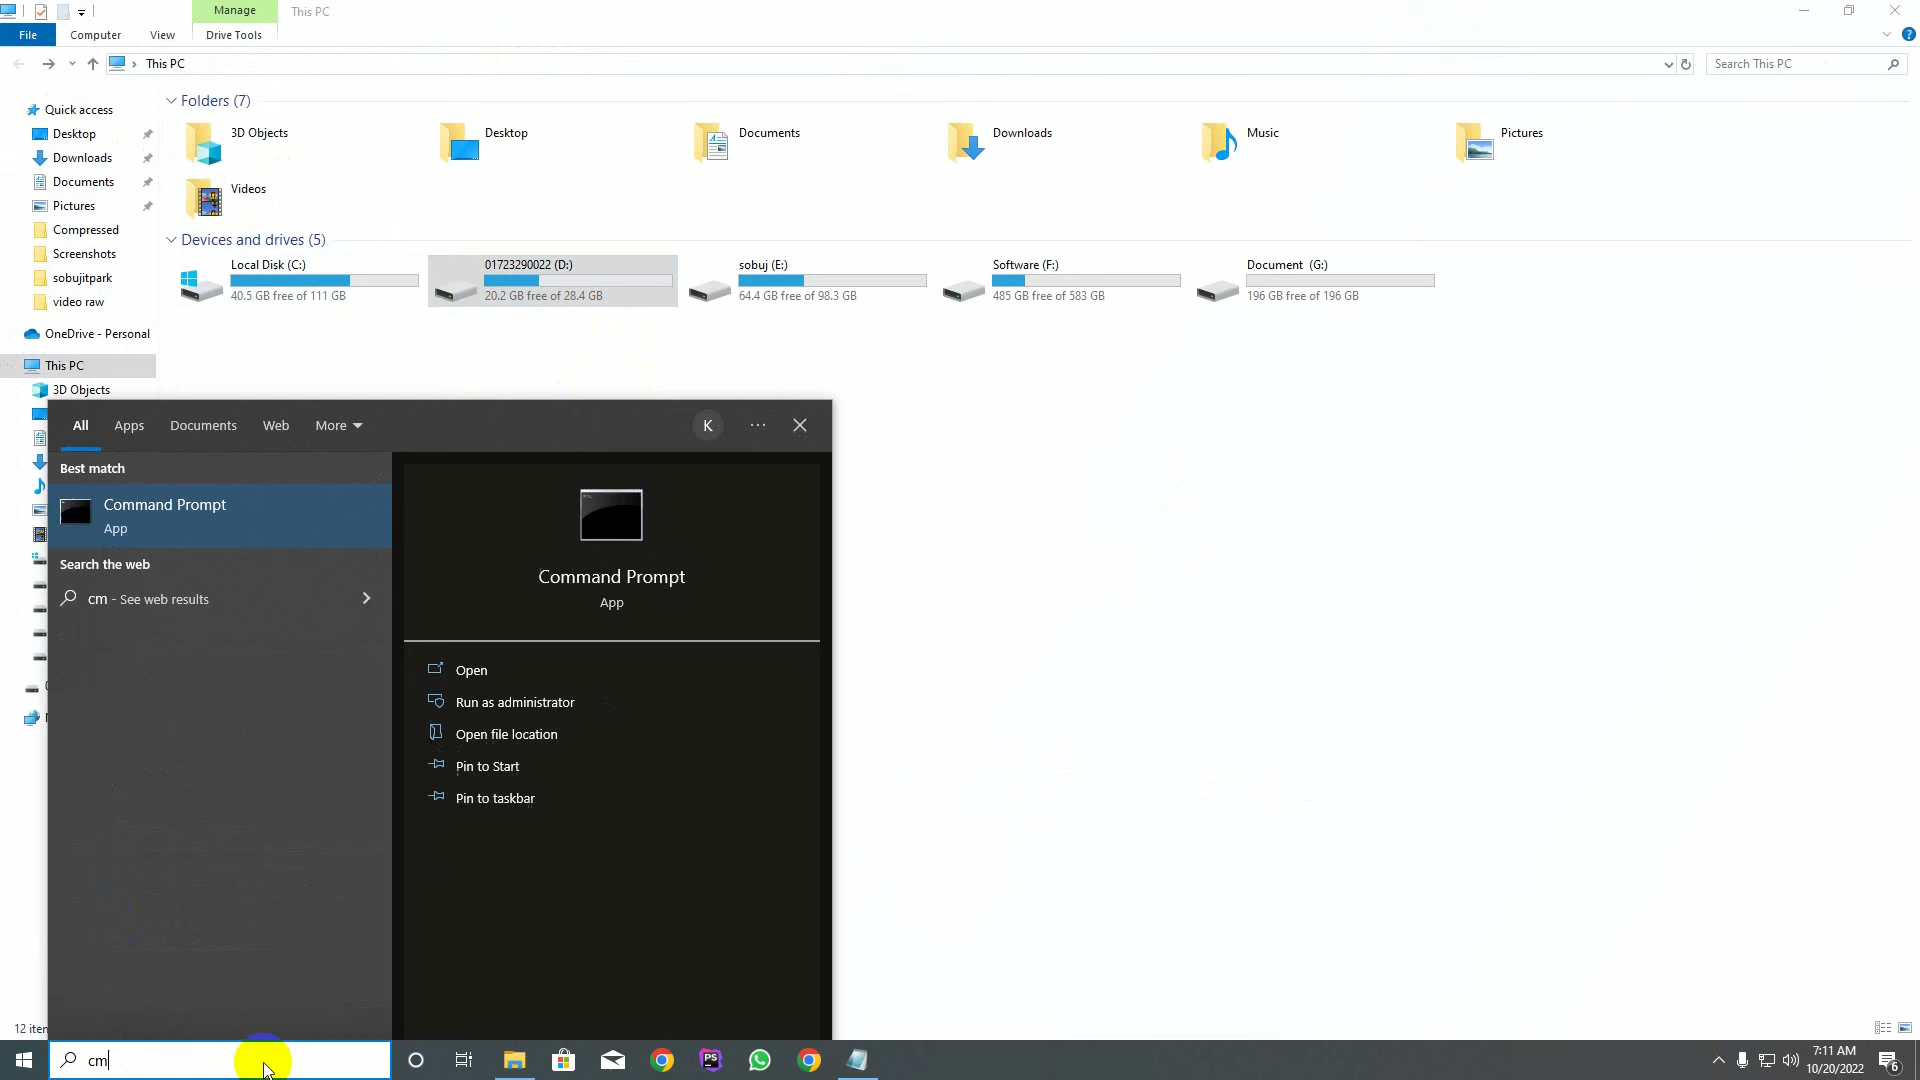 Manage
This PC
File
Computer
View
Drive Tools
This PC
Search This PC
Quick access
Desktop
Downloads
Documents
Pictures
Compressed
Screenshots
sobujitpark
video raw
OneDrive - Personal
This PC
3D Objects
Folders (7)
3D Objects
Desktop
Documents
Downloads
Music
Pictures
Videos
Devices and drives (5)
Local Disk (C:)
40.5 GB free of 111 GB
01723290022 (D:)
20.2 GB free of 28.4 GB
sobuj (E:)
64.4 GB free of 98.3 GB
Software (F:)
485 GB free of 583 GB
Document (G:)
196 GB free of 196 GB
All
Apps
Documents
Web
More
K
Best match
Command Prompt
App
Search the web
cm - See web results
Command Prompt
App
Open
Run as administrator
Open file location
Pin to Start
Pin to taskbar
12
cm
PS
7:11 AM
10/20/2022
6